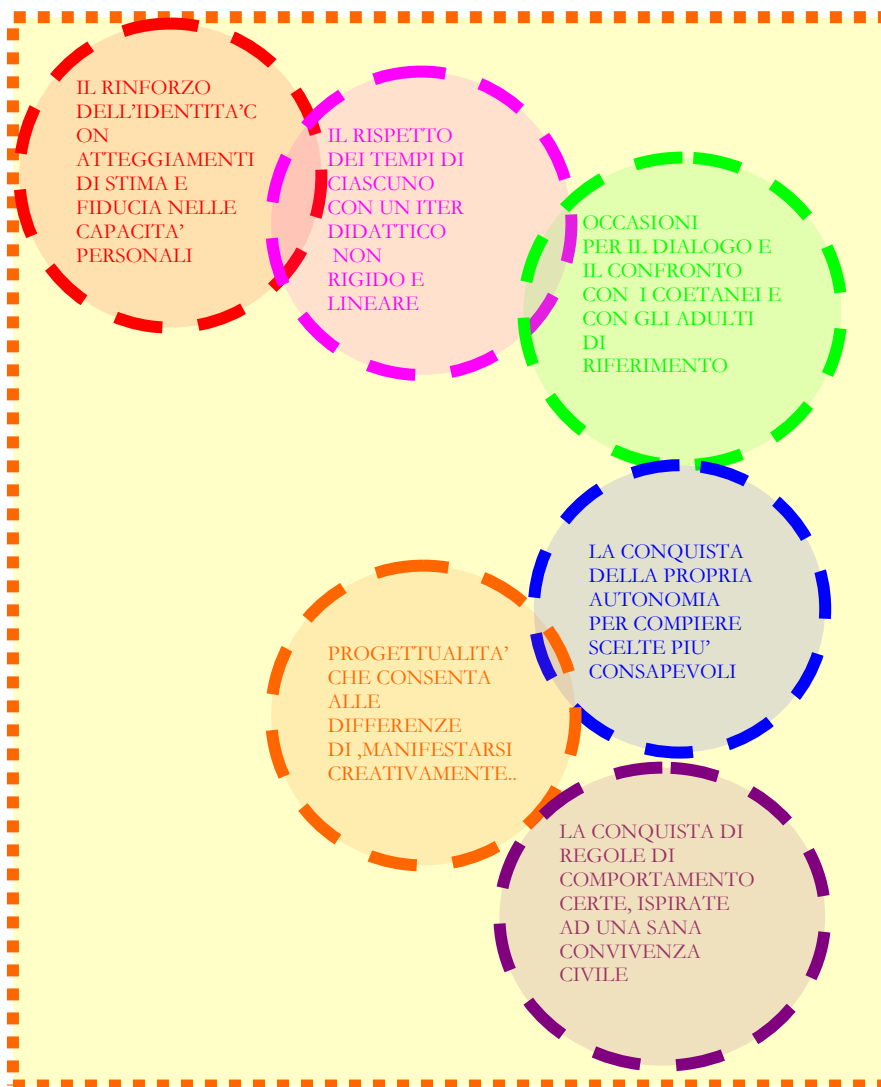 IL RINFORZO
DELL'IDENTITA'C
ON
ATTEGGIAMENTI
DI STIMA E
FIDUCIA NELLE
CAPACITA'
PERSONALI
IL RISPETTO
DEI TEMPI DI
CIASCUNO
CON UN ITER
DIDATTICO
NON
RIGIDO E
LINEARE
OCCASIONI
PER IL DIALOGO E
IL CONFRONTO
CON I COETANEI E
CON GLI ADULTI
DI
RIFERIMENTO
LA CONQUISTA
DELLA PROPRIA
AUTONOMIA
PER COMPIERE
SCELTE PIU'
CONSAPEVOLI
PROGETTUALITA'
CHE CONSENTA
ALLE
DIFFERENZE
DI ,MANIFESTARSI
CREATIVAMENTE..
LA CONQUISTA DI
REGOLE DI
COMPORTAMENTO
CERTE, ISPIRATE
AD UNA SANA
CONVIVENZA
CIVILE